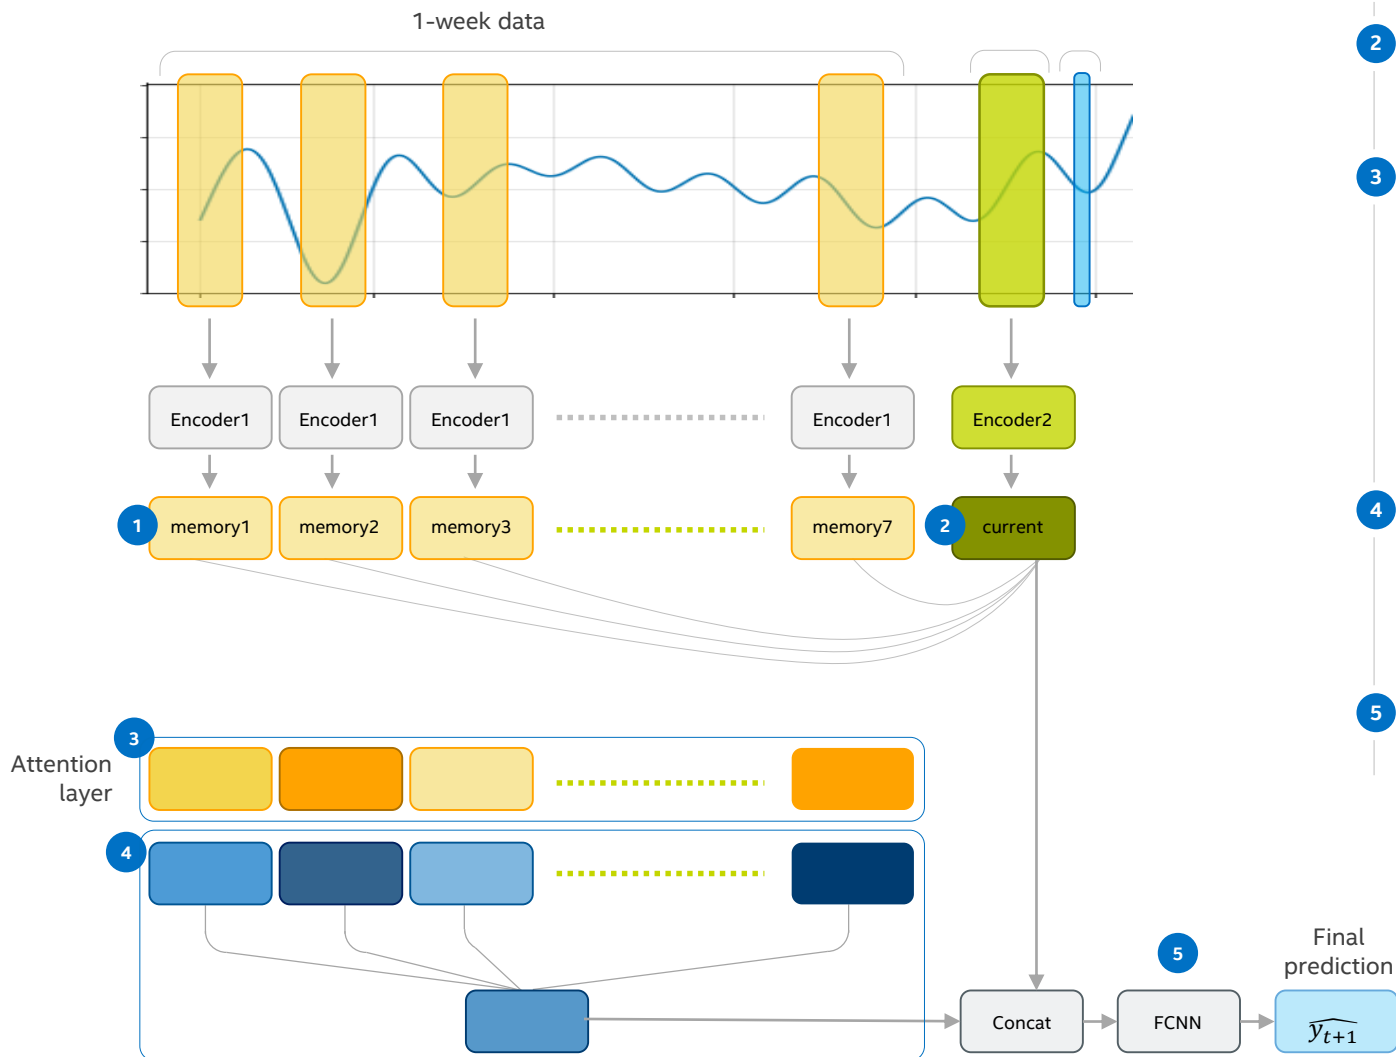 1-week data
2
3
Encoder1 Encoder1 Encoder1 Encoder1 Encoder2
1 memory1 memory2 memory3 memory7 2 current
4
3
5
Attention
layer
4
5
Final
prediction
Concat FCNN $\widehat{y_{t+1}}$